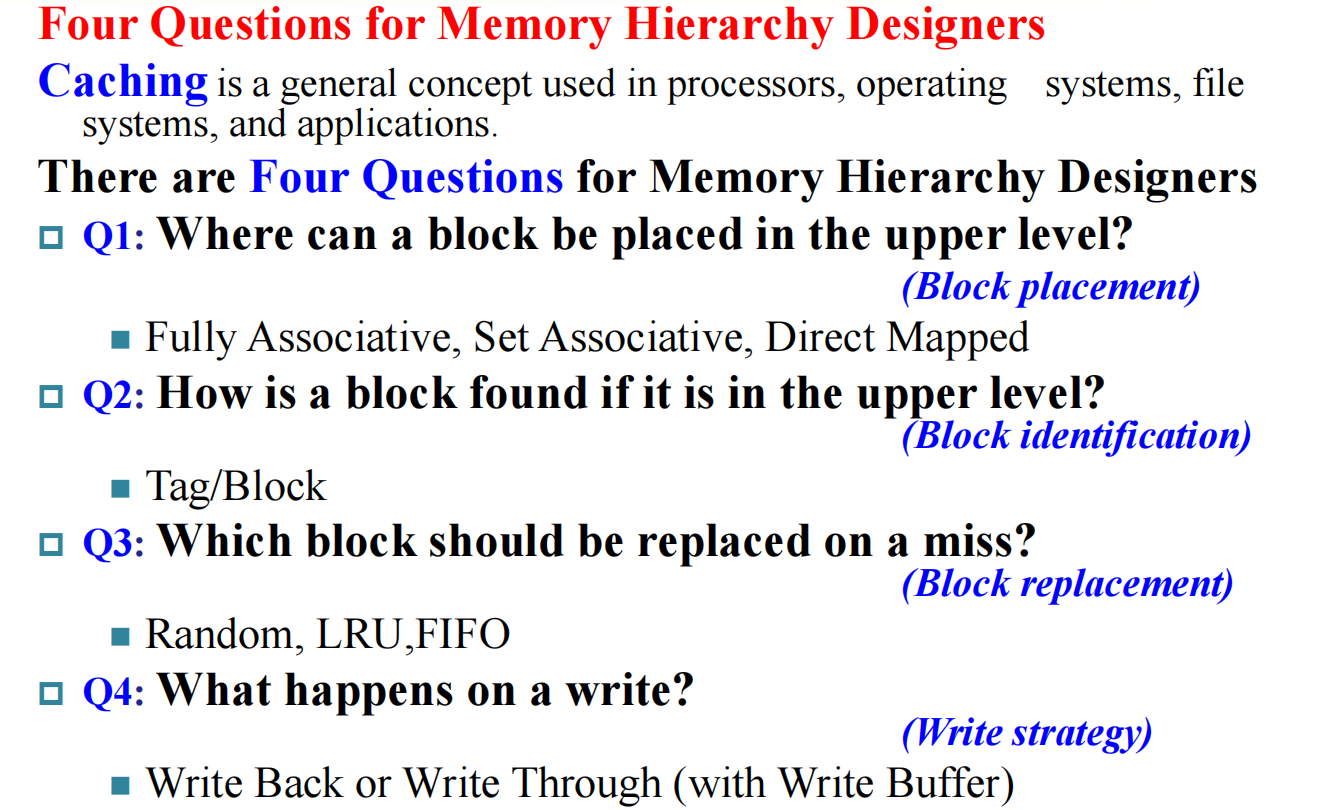 Four Questions for Memory Hierarchy Designers
Caching is a general concept used in processors, operating systems, file
systems, and applications.
There are Four Questions for Memory Hierarchy Designers
Q1: Where can a block be placed in the upper level?
(Block placement)
Fully Associative, Set Associative, Direct Mapped
Q2: How is a block found if it is in the upper level?
(Block identification)
Tag/Block
Q3: Which block should be replaced on a miss?
(Block replacement)
Random, LRU,FIFO
Q4: What happens on a write?
(Write strategy)
Write Back or Write Through (with Write Buffer)